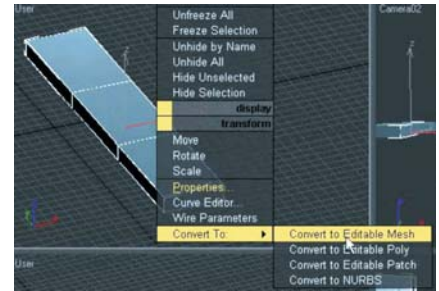 User
Camera02
Unfreeze All
Freeze Selection
Unhide by Name
Unhide All
Hide Unselected
Hide Selection
display
transform
Move
Rotate
Scale
Properties...
Curve Editor...
Wire Parameters
Convert To:
Convert to Editable Mesh
Convert to Editable Poly
Convert to Editable Patch
Convert to NURBS
User